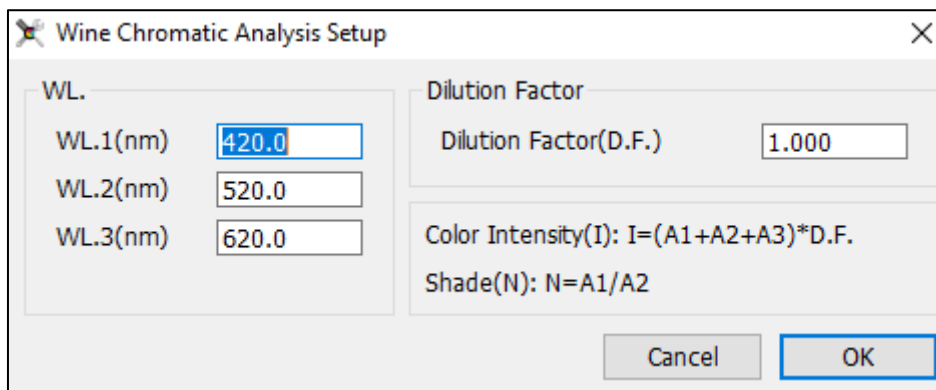 Wine Chromatic Analysis Setup
WL.
WL.1(nm) 420.0
WL.2(nm) 520.0
WL.3(nm) 620.0
Dilution Factor
Dilution Factor(D.F.) 1.000
Color Intensity(I): I=(A1+A2+A3)*D.F.
Shade(N): N=A1/A2
Cancel OK